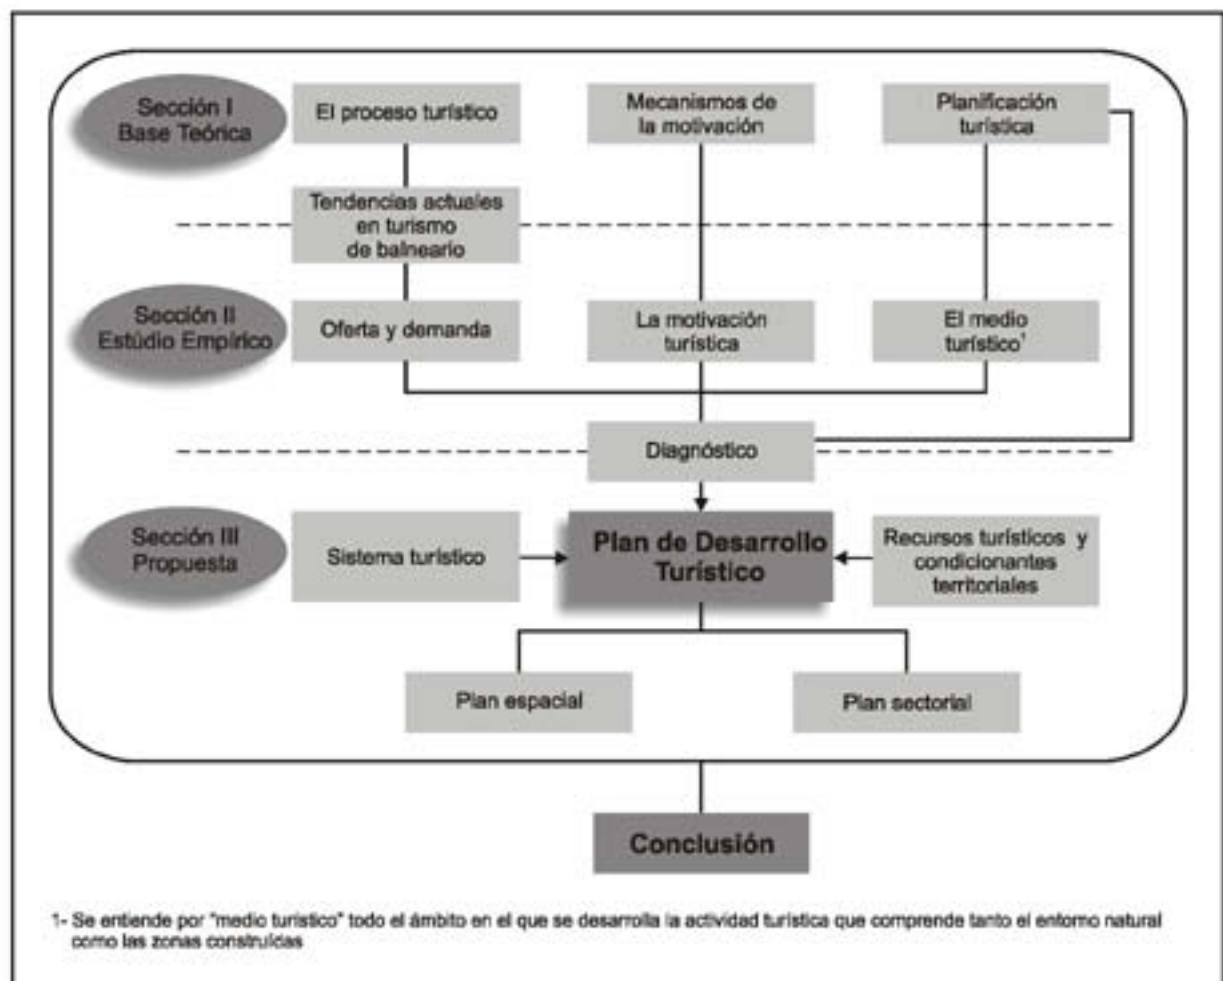 Sección I
Base Teórica
El proceso turístico
Mecanismos de
la motivación
Planificación
turística
Tendencias actuales
en turismo
de balneario
Sección II
Estúdio Empírico
Oferta y demanda
La motivación
turística
El medio
turístico¹
Diagnóstico
Sección III
Propuesta
Sistema turístico
Plan de Desarrollo
Turístico
Recursos turísticos y
condicionantes
territoriales
Plan espacial
Plan sectorial
Conclusión
1- Se entiende por "medio turístico" todo el ámbito en el que se desarrolla la actividad turística que comprende tanto el entorno natural
como las zonas construídas